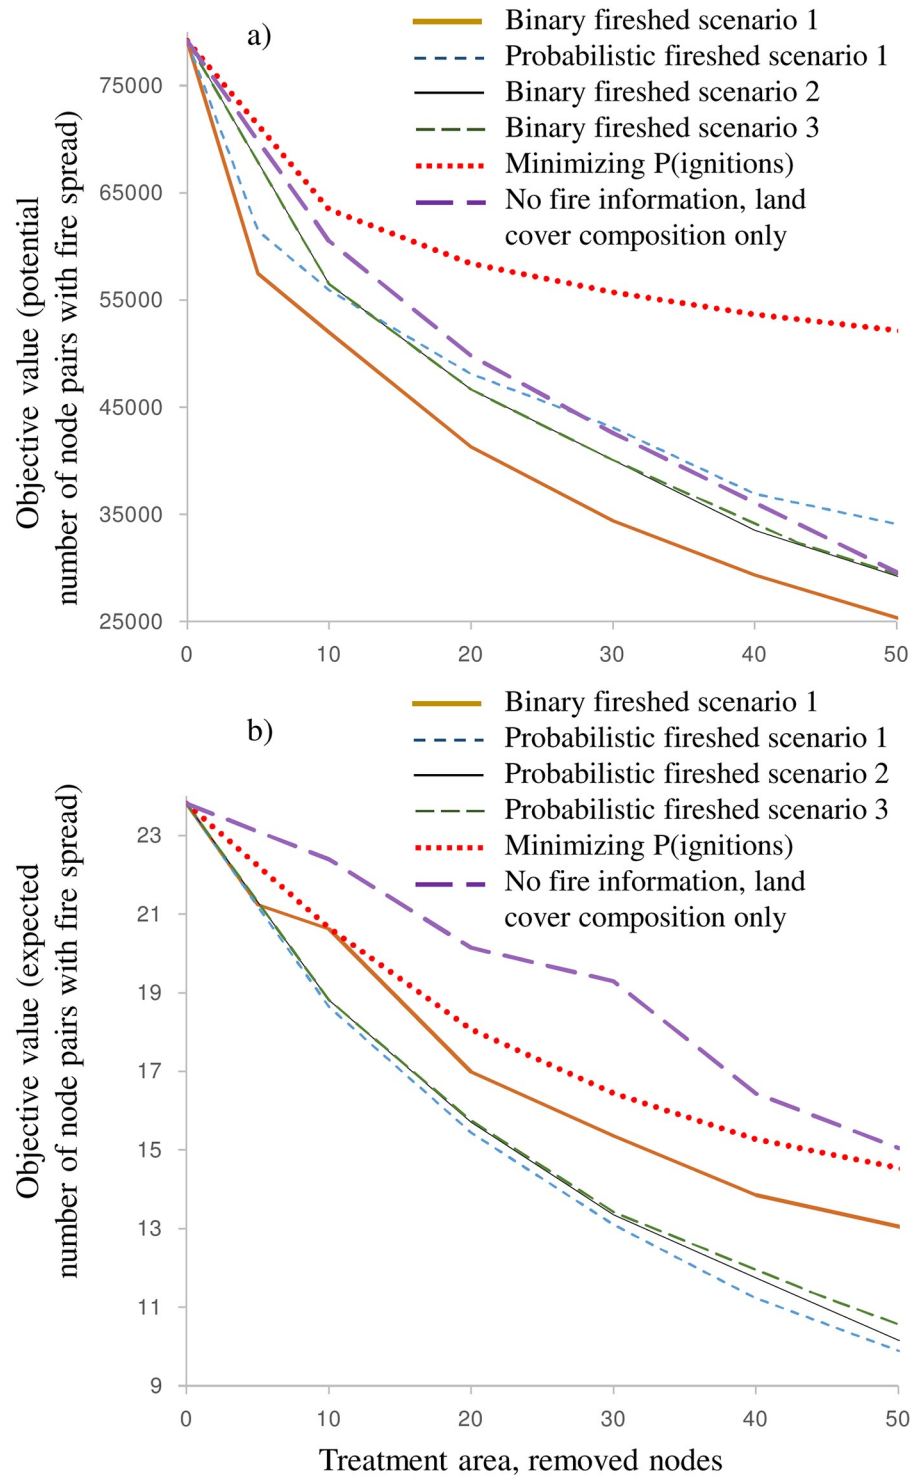 a)
Binary fireshed scenario 1
Probabilistic fireshed scenario 1
Binary fireshed scenario 2
Binary fireshed scenario 3
Minimizing P(ignitions)
No fire information, land
cover composition only
Objective value (potential
number of node pairs with fire spread)
75000
65000
55000
45000
35000
25000
0 10 20 30 40 50
b)
Binary fireshed scenario 1
Probabilistic fireshed scenario 1
Probabilistic fireshed scenario 2
Probabilistic fireshed scenario 3
Minimizing P(ignitions)
No fire information, land
cover composition only
Objective value (expected
number of node pairs with fire spread)
23
21
19
17
15
13
11
9
0 10 20 30 40 50
Treatment area, removed nodes